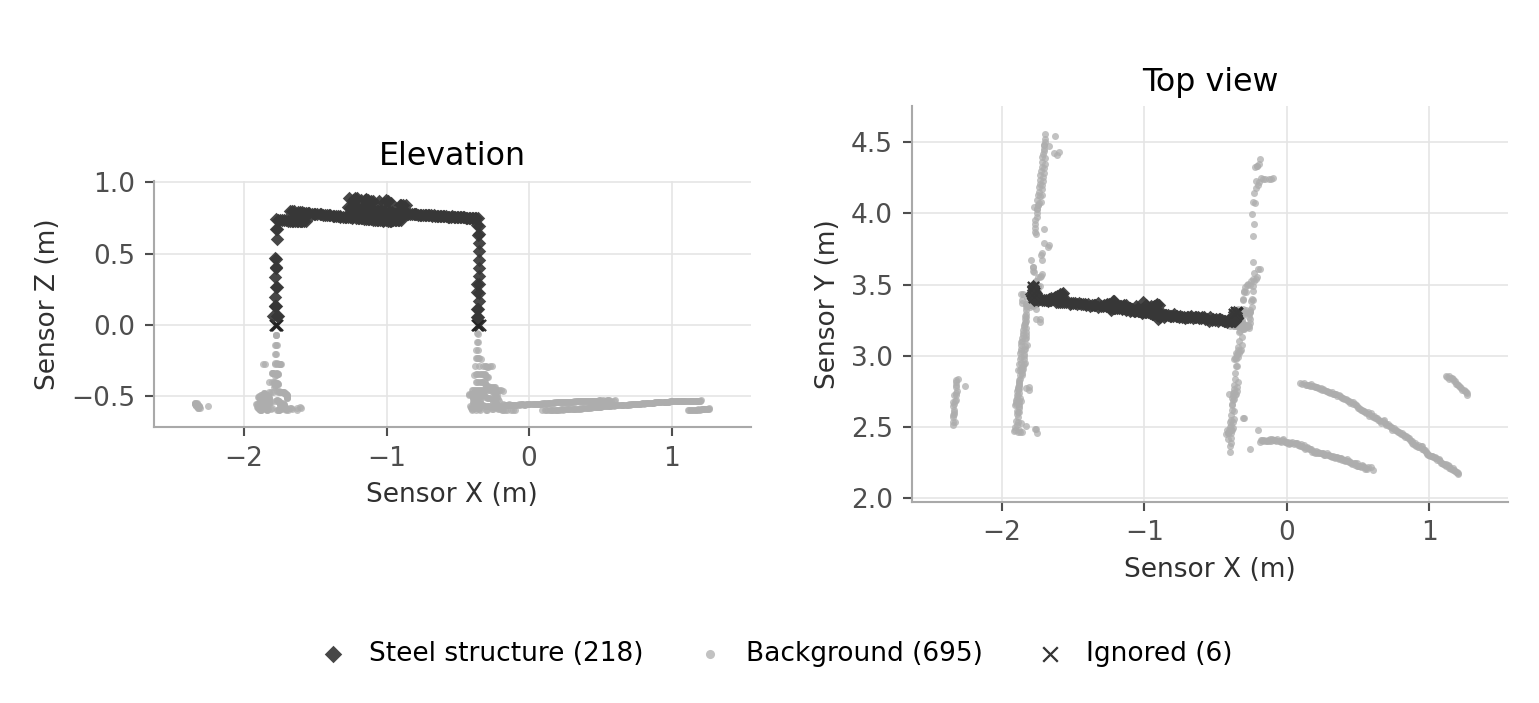 Elevation
1.0
0.5
0.0
−0.5
Sensor Z (m)
−2 −1 0 1
Sensor X (m)
Top view
4.5
4.0
3.5
3.0
2.5
2.0
Sensor Y (m)
−2 −1 0 1
Sensor X (m)
Steel structure (218) Background (695) Ignored (6)